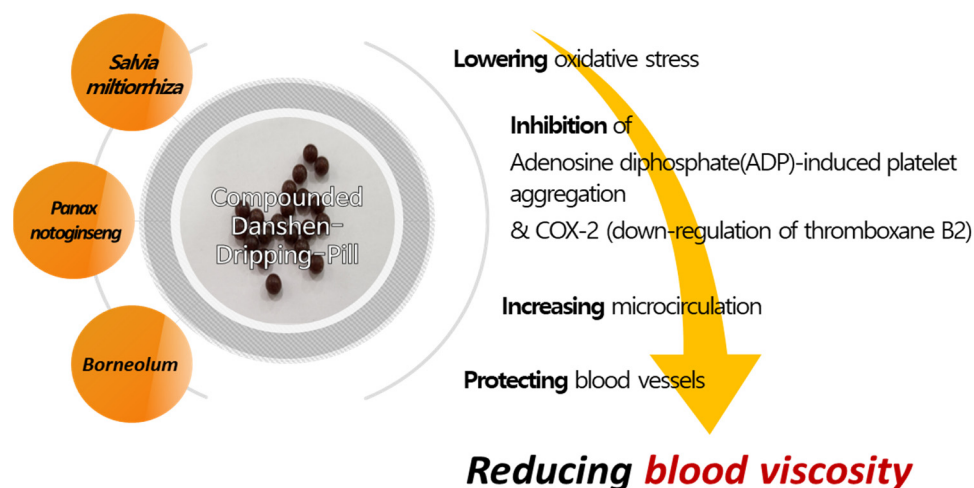 Salvia
miltiorrhiza
Panax
notoginseng
Borneolum
Compounded
Danshen-
Dripping-Pill
Lowering oxidative stress
Inhibition of
Adenosine diphosphate(ADP)-induced platelet
aggregation
& COX-2 (down-regulation of thromboxane B2)
Increasing microcirculation
Protecting blood vessels
Reducing blood viscosity